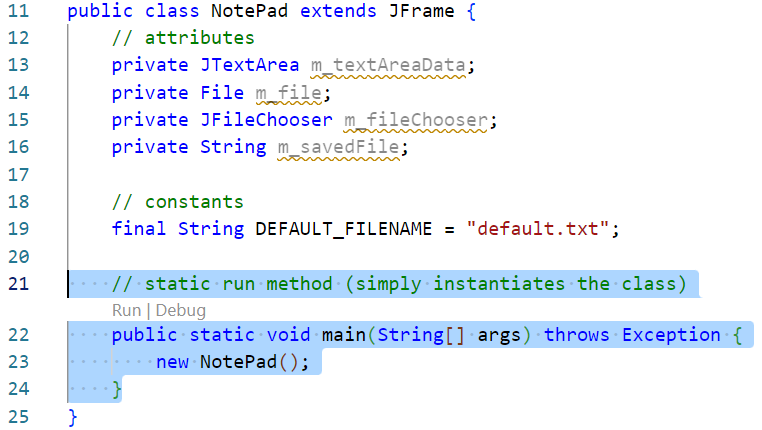 11 public class NotePad extends JFrame {
12     // attributes
13     private JTextArea m_textAreaData;
14     private File m_file;
15     private JFileChooser m_fileChooser;
16     private String m_savedFile;
17
18     // constants
19     final String DEFAULT_FILENAME = "default.txt";
20
21     // static run method (simply instantiates the class)
Run | Debug
22     public static void main(String[] args) throws Exception {
23         new NotePad();
24     }
25 }